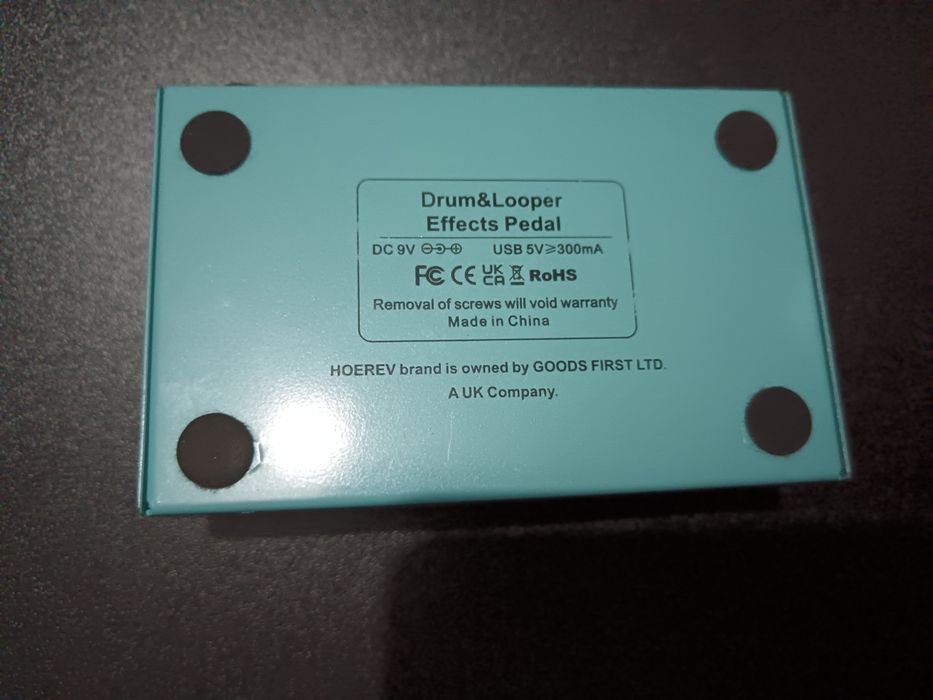 Drum&Looper
Effects Pedal
DC 9V USB 5V≥300mA
FC CE UK CA RoHS
Removal of screws will void warranty
Made in China
HOEREV brand is owned by GOODS FIRST LTD.
A UK Company.